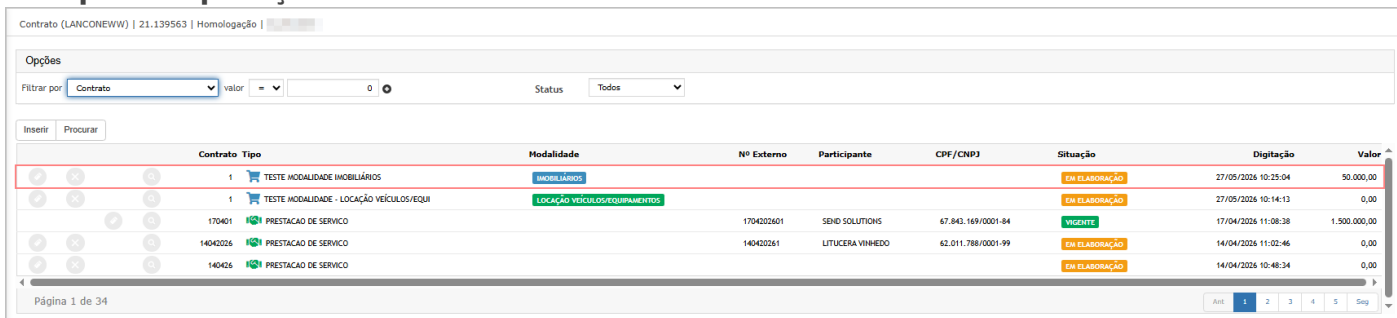 Contrato (LANCONEWW) | 21.139563 | Homologação |
Opções
Filtrar por Contrato valor = 0 Status Todos
Inserir Procurar
Contrato Tipo Modalidade Nº Externo Participante CPF/CNPJ Situação Digitação Valor
1 TESTE MODALIDADE IMOBILIÁRIOS IMOBILIÁRIOS EM ELABORAÇÃO 27/05/2026 10:25:04 50.000,00
1 TESTE MODALIDADE - LOCAÇÃO VEÍCULOS/EQUI LOCAÇÃO VEÍCULOS/EQUIPAMENTOS EM ELABORAÇÃO 27/05/2026 10:14:13 0,00
170401 PRESTACAO DE SERVICO 1704202601 SEND SOLUTIONS 67.843.169/0001-84 VIGENTE 17/04/2026 11:08:38 1.500.000,00
14042026 PRESTACAO DE SERVICO 140420261 LITUCERA VINHEDO 62.011.788/0001-99 EM ELABORAÇÃO 14/04/2026 11:02:46 0,00
140426 PRESTACAO DE SERVICO EM ELABORAÇÃO 14/04/2026 10:48:34 0,00
Página 1 de 34 Ant 1 2 3 4 5 Seg